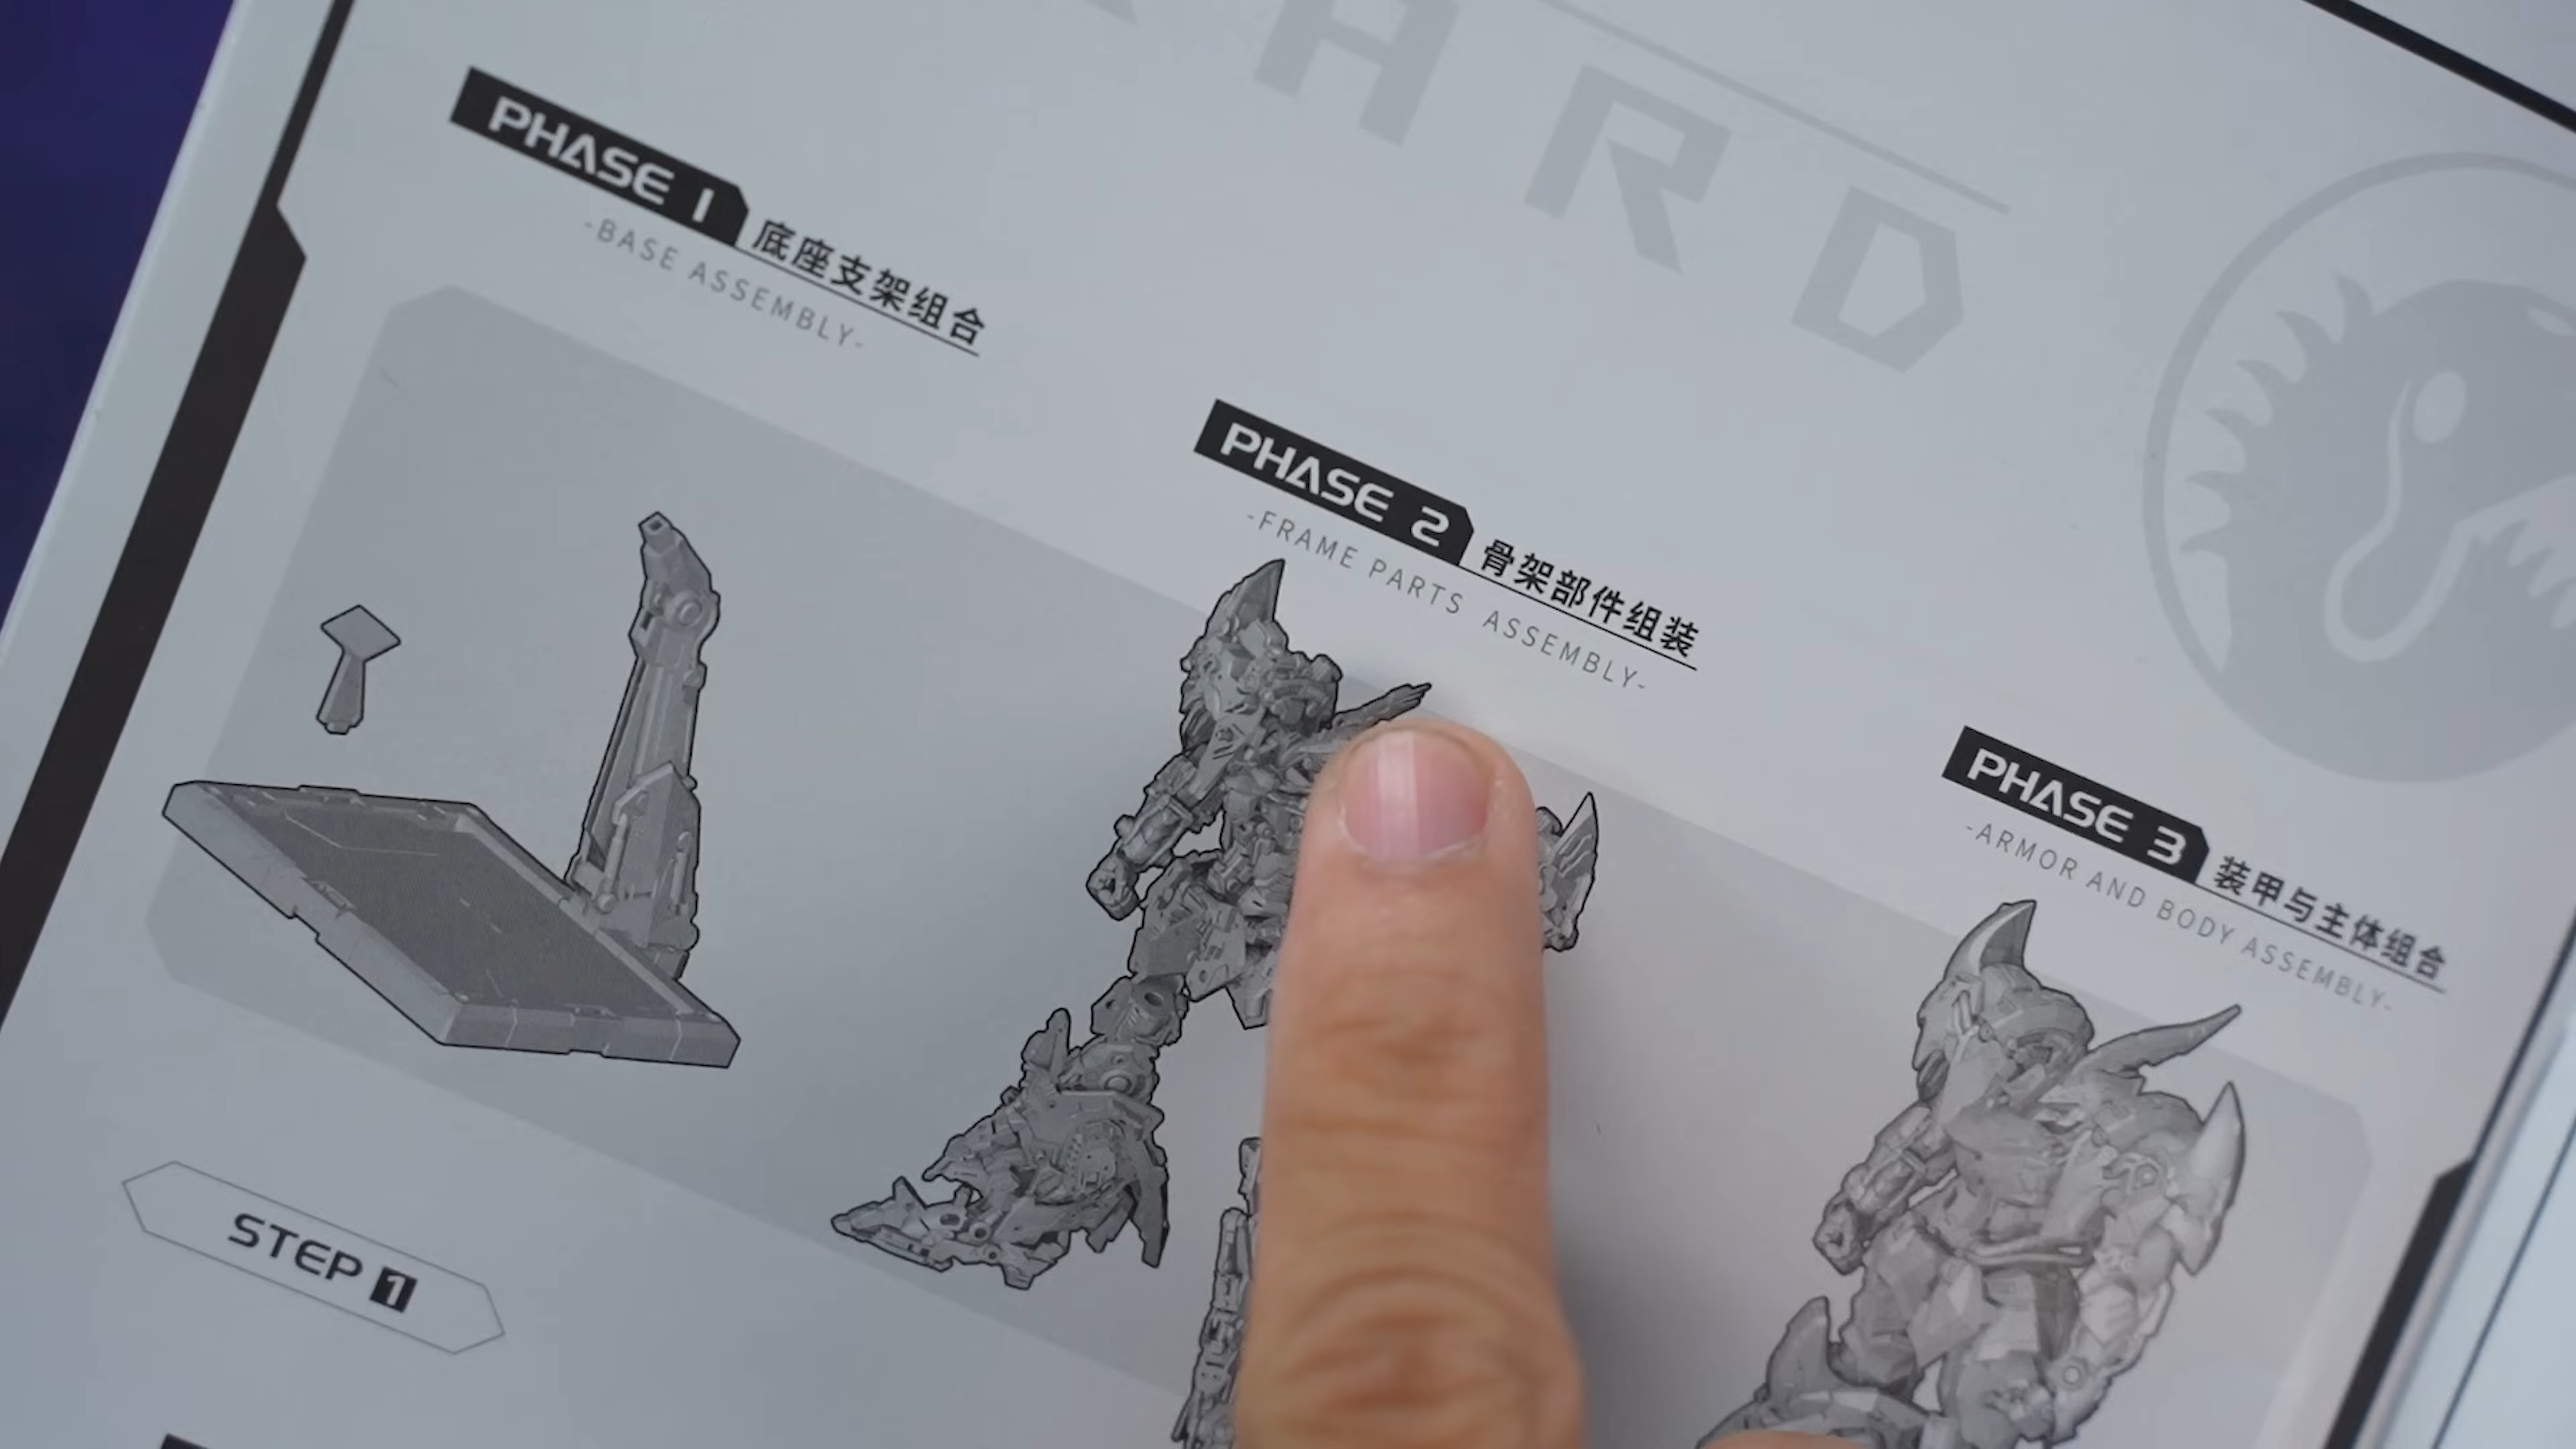 ARD
PHASE 1 底座支架组合
-BASE ASSEMBLY-
PHASE 2 骨架部件组装
-FRAME PARTS ASSEMBLY-
PHASE 3 装甲与主体组合
-ARMOR AND BODY ASSEMBLY-
STEP 1